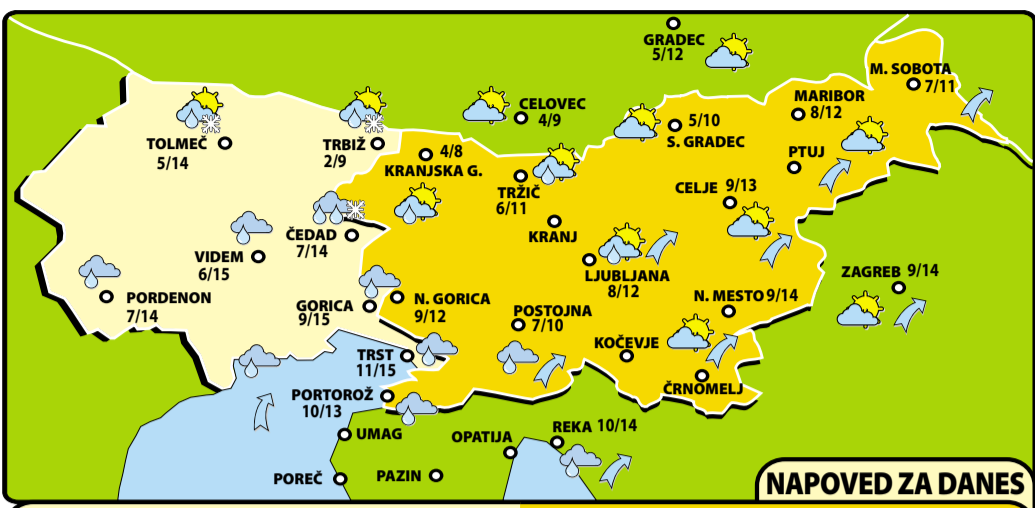 GRADEC
5/12
M. SOBOTA
7/11
MARIBOR
8/12
CELOVEC
4/9
5/10
S. GRADEC
TOLMEČ
5/14
TRBIŽ
2/9
4/8
KRANJSKA G.
PTUJ
TRŽIČ
6/11
CELJE 9/13
ČEDAD
7/14
KRANJ
VIDEM
6/15
LJUBLJANA
8/12
ZAGREB 9/14
PORDENON
7/14
GORICA
9/15
N. GORICA
9/12
POSTOJNA
7/10
N. MESTO 9/14
KOČEVJE
TRST
11/15
ČRNOMELJ
PORTOROŽ
10/13
UMAG
OPATIJA
REKA 10/14
POREČ
PAZIN
NAPOVED ZA DANES